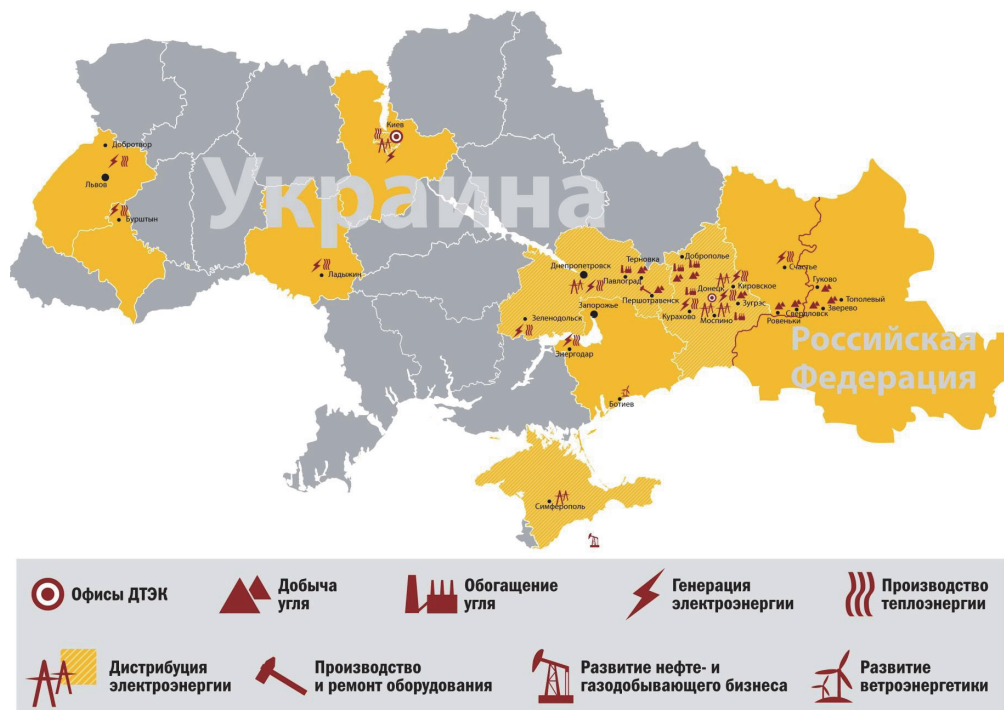 Киев
Добротвор
Украина
Львов
Бурштын
Ладыжин
Терновка
Доброполье
Днепропетровск
Счастье
Павлоград
Донецк
Кировское
Гуково
Першотравенск
Зугрэс
Тополевый
Запорожье
Курахово
Моспино
Свердловск
Зверево
Ровеньки
Зеленодольск
Российская
Федерация
Энергодар
Ботиев
Симферополь
Офисы ДТЭК
Добыча
угля
Обогащение
угля
Генерация
электроэнергии
Производство
теплоэнергии
Дистрибуция
электроэнергии
Производство
и ремонт оборудования
Развитие нефте- и
газодобывающего бизнеса
Развитие
ветроэнергетики